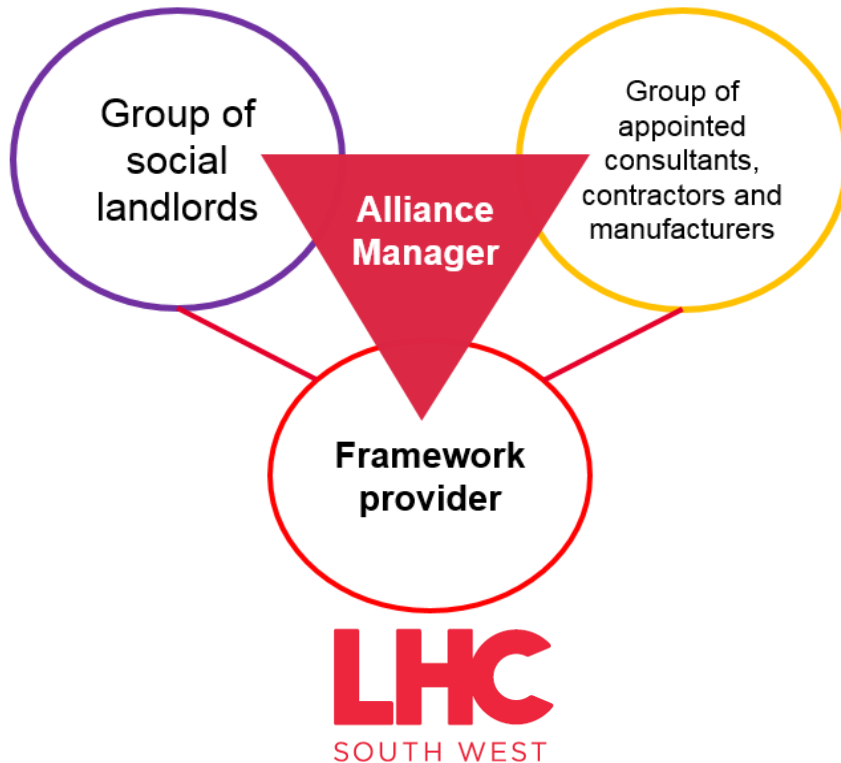 Group of
social
landlords
Group of
appointed
consultants,
contractors and
manufacturers
Alliance
Manager
Framework
provider
LHC
SOUTH WEST